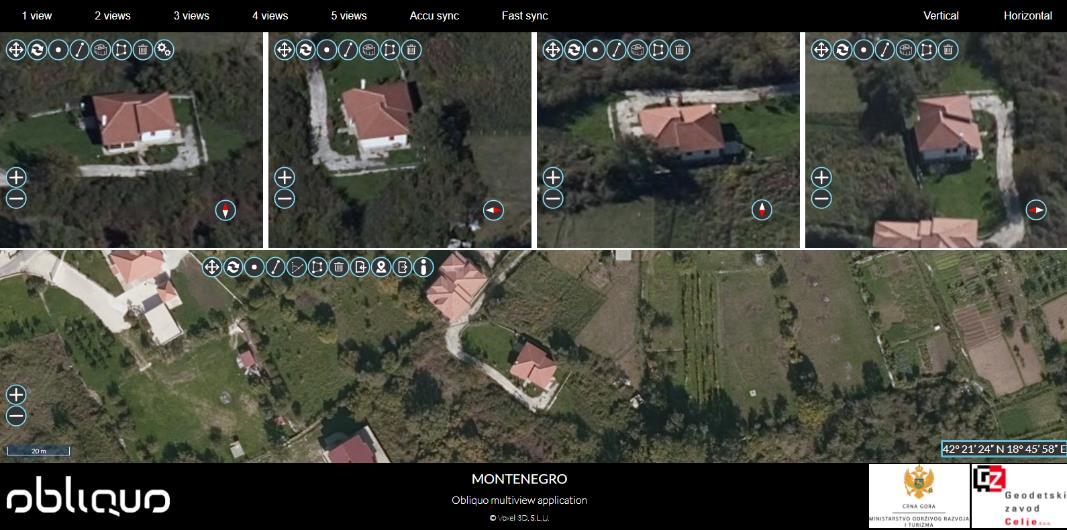 1 view 2 views 3 views 4 views 5 views Accu sync Fast sync Vertical Horizontal
20 m
42° 21' 24" N 18° 45' 58" E
obliquo
MONTENEGRO
Obliquo multiview application
© Voxel 3D, S.L.U.
CRNA GORA
MINISTARSTVO ODRŽIVOG RAZVOJA
I TURIZMA
GZ
Geodetski
zavod
Celje d.o.o.